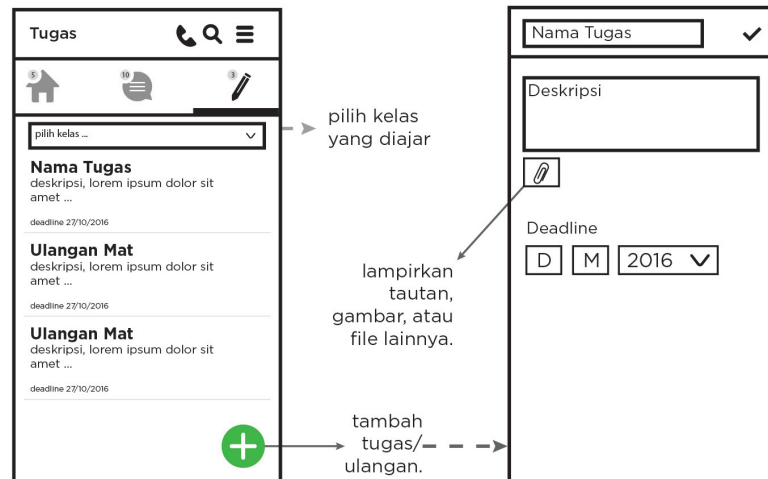 Tugas
5
10
3
pilih kelas ...
Nama Tugas
deskripsi, lorem ipsum dolor sit
amet ...
deadline 27/10/2016
Ulangan Mat
deskripsi, lorem ipsum dolor sit
amet ...
deadline 27/10/2016
Ulangan Mat
deskripsi, lorem ipsum dolor sit
amet ...
deadline 27/10/2016
pilih kelas
yang diajar
lampirkan
tautan,
gambar, atau
file lainnya.
tambah
tugas/
ulangan.
Nama Tugas
Deskripsi
Deadline
D M 2016